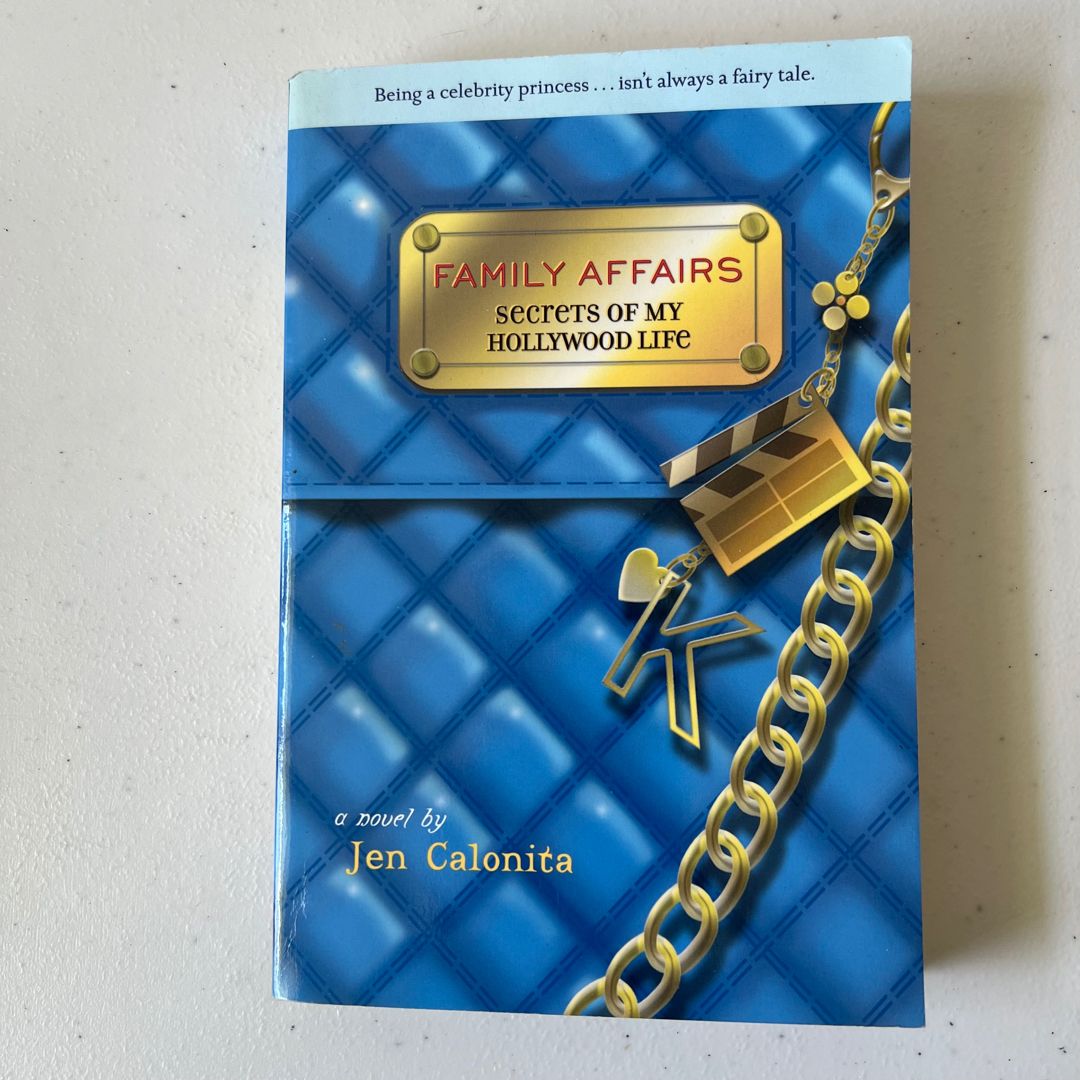 Being a celebrity princess . . . isn't always a fairy tale.
FAMILY AFFAIRS
secreTs OF MY
HOLLYWOOD LIFe
K
a novel by
Jen Calonita